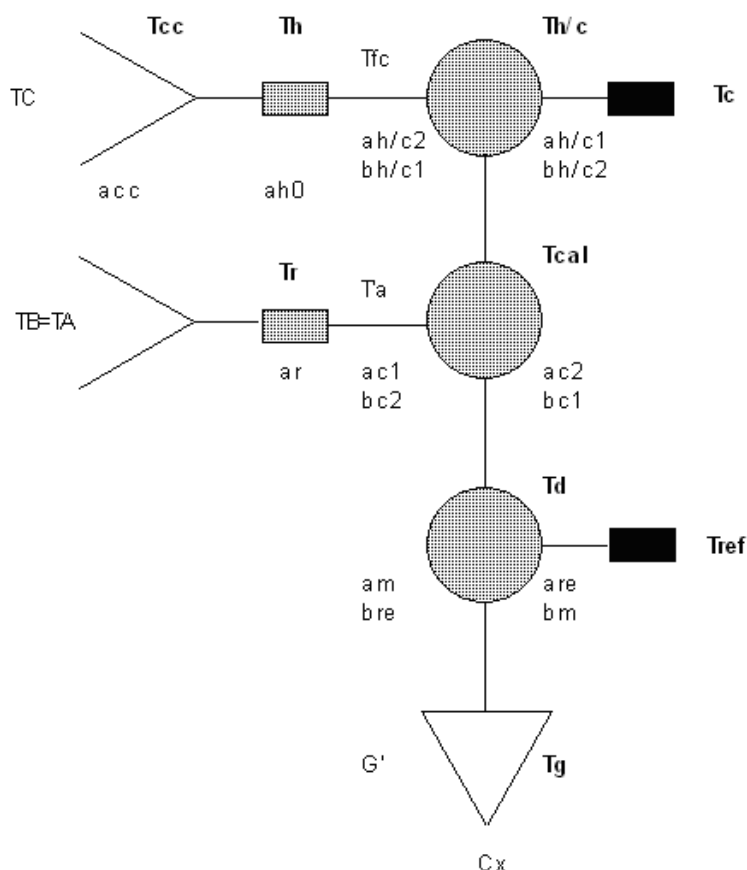 Tcc Th Th/c
Tfc
TC Tc
ah/c2 ah/c1
bh/c1 bh/c2
acc ah0
Tr Tcal
T'a
TB=TA
ar ac1 ac2
bc2 bc1
Td
Tref
am are
bre bm
G' Tg
Cx